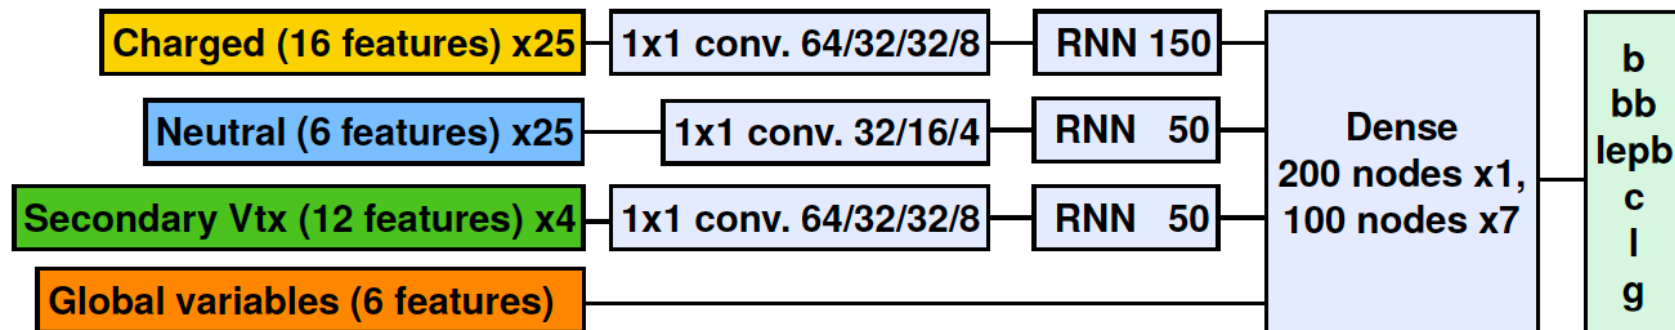 Charged (16 features) x25
1x1 conv. 64/32/32/8
RNN 150
Neutral (6 features) x25
1x1 conv. 32/16/4
RNN 50
Secondary Vtx (12 features) x4
1x1 conv. 64/32/32/8
RNN 50
Global variables (6 features)
Dense
200 nodes x1,
100 nodes x7
b
bb
lepb
c
l
g